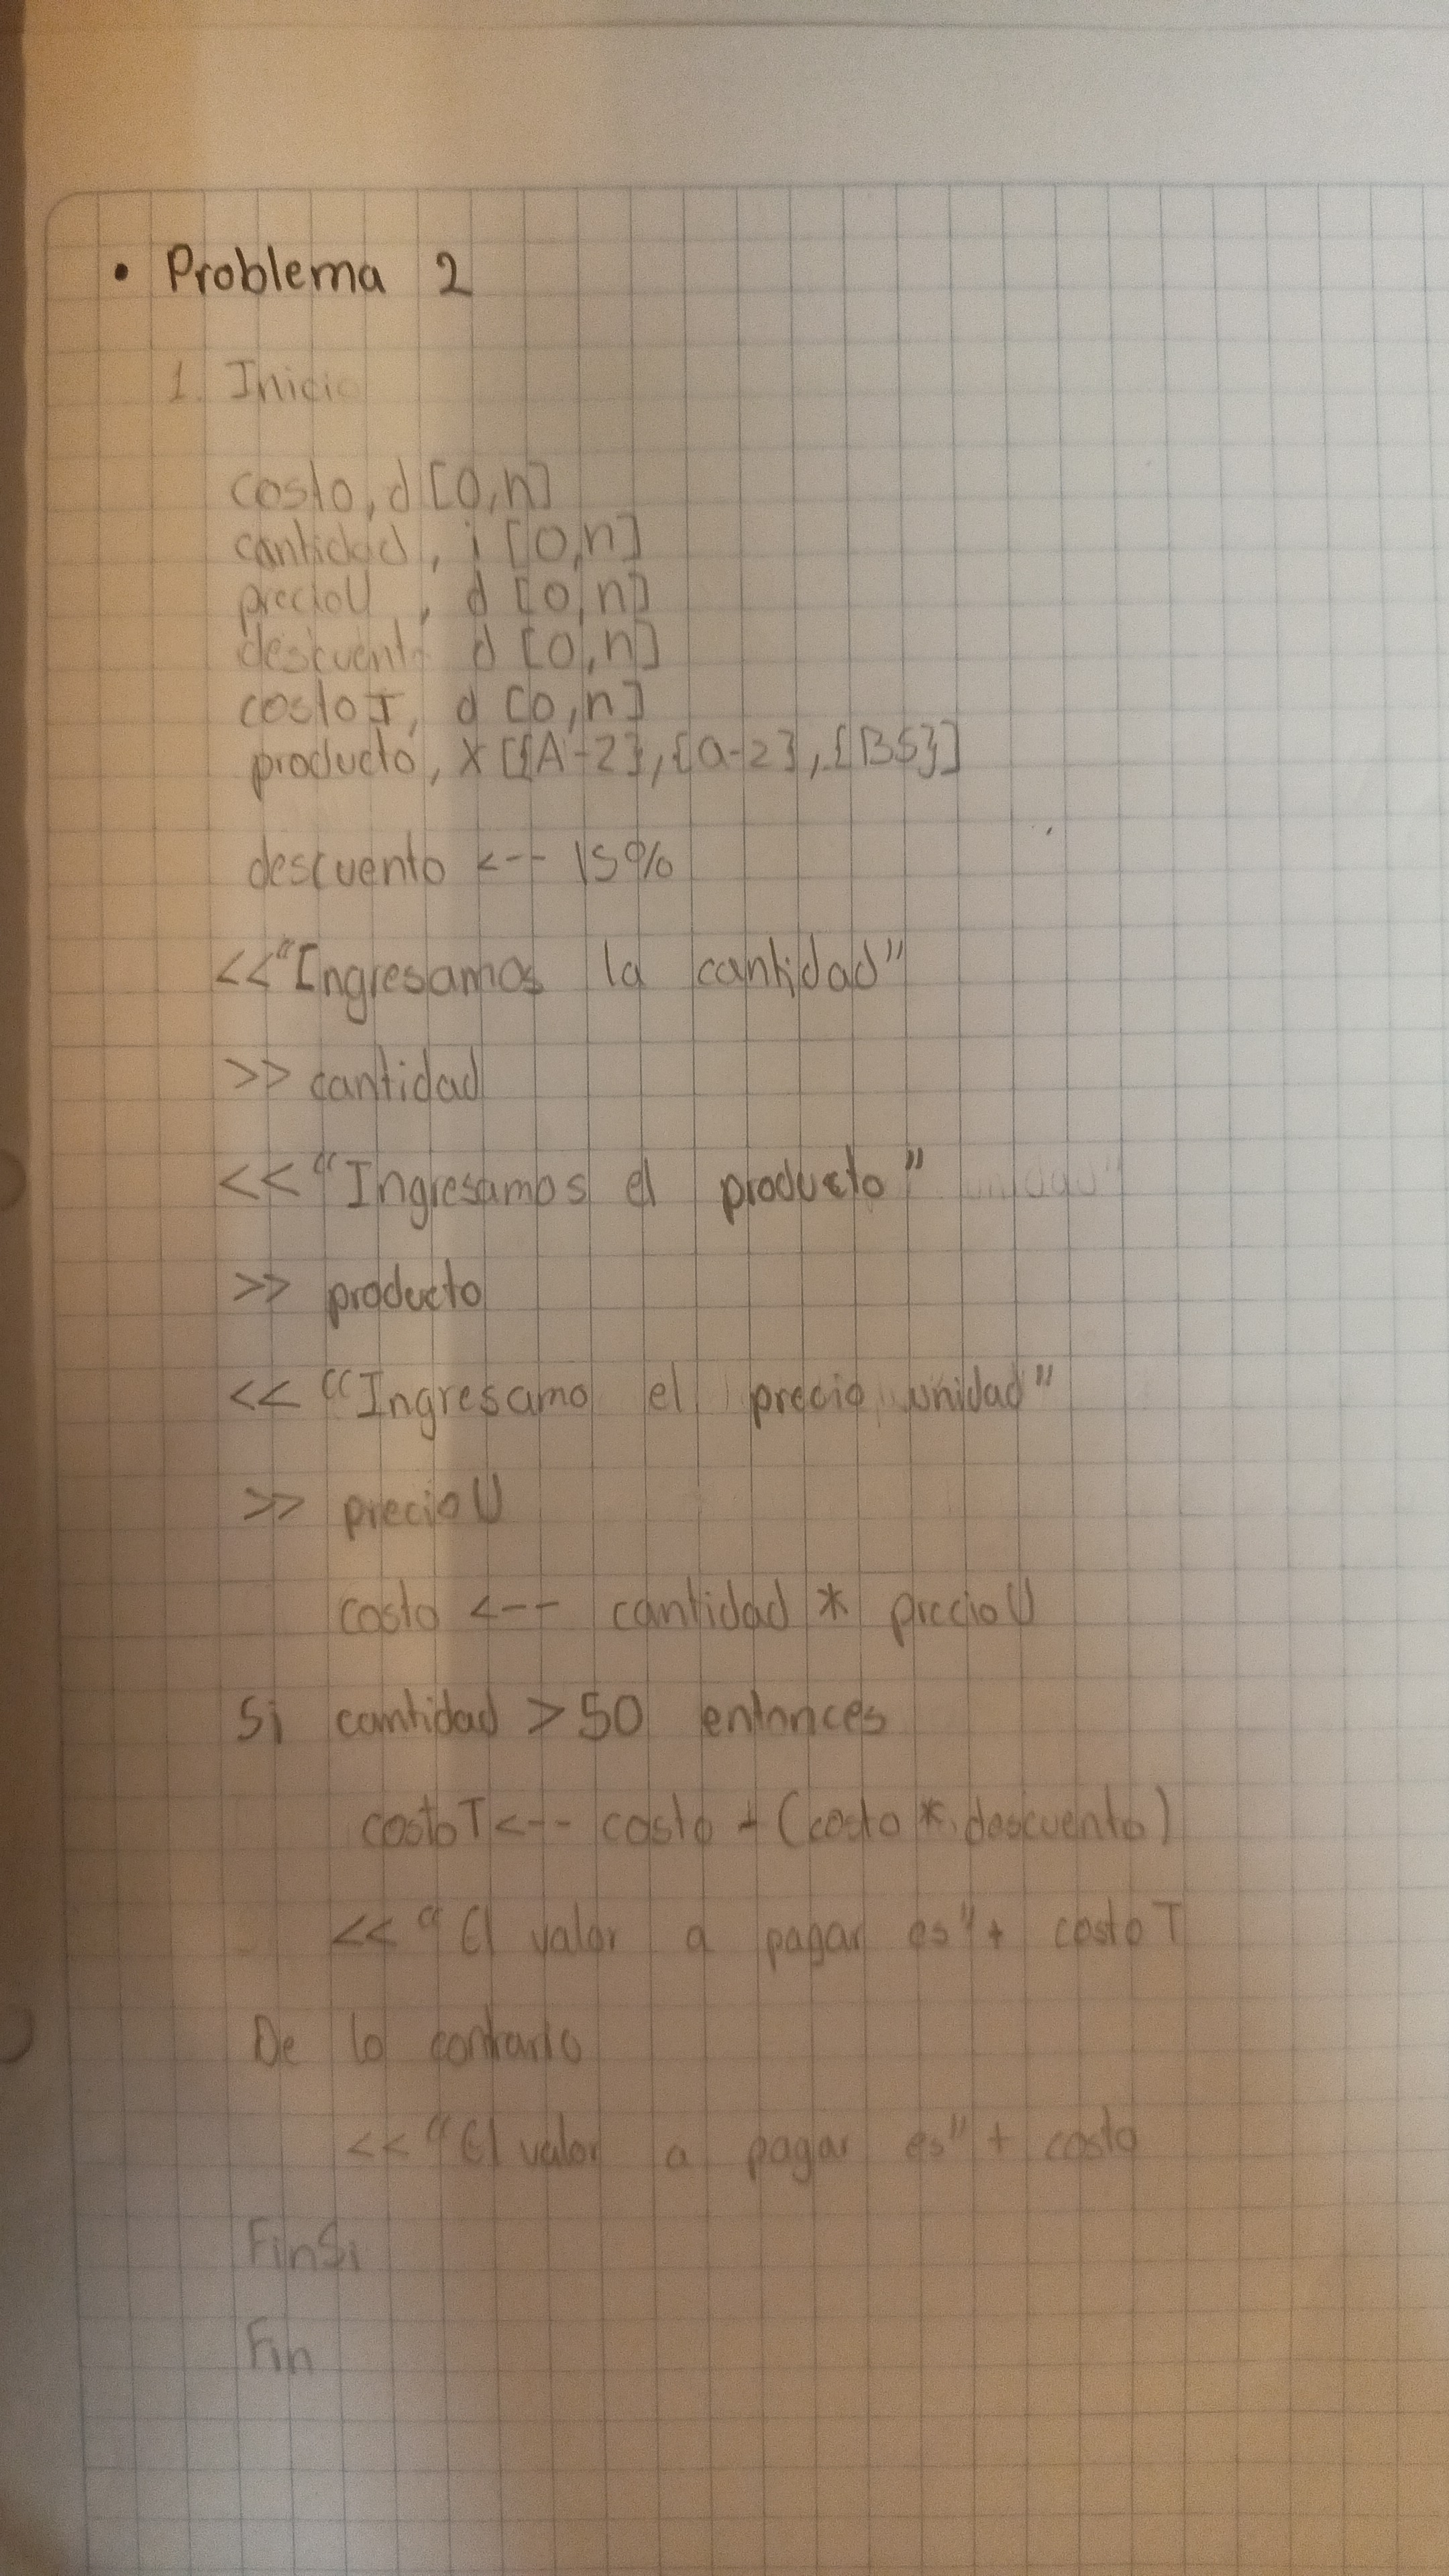 • Problema 2
1. Inicio
costo, d [0,n]
cantidad, i [0,n]
precioU, d [0,n]
descuento d [0,n]
costoT, d [0,n]
producto, X [{A-Z}, {a-z}, {BS}]
descuento <-- 15%
<< "Ingresamos la cantidad"
>> cantidad
<< "Ingresamos el producto" unidad"
>> producto
<< "Ingresamo el precio unidad"
>> precioU
costo <-- cantidad * precioU
Si cantidad > 50 entonces
costoT <-- costo - (costo * descuento)
<< "El valor a pagar es" + costoT
De lo contrario
<< "El valor a pagar es" + costo
FinSi
Fin